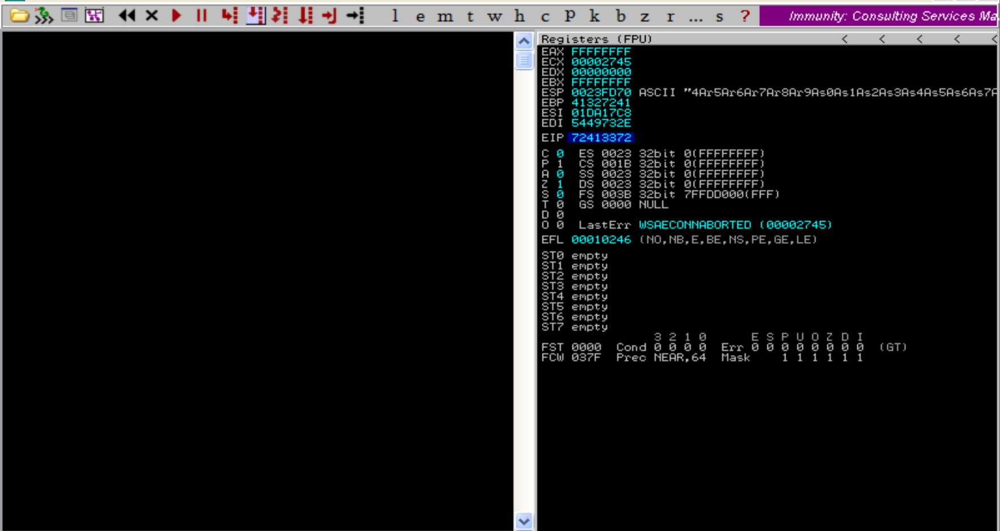 l e m t w h c P k b z r ... s ? Immunity: Consulting Services Ma
Registers (FPU) < < < < <
EAX FFFFFFFF
ECX 00002745
EDX 00000000
EBX FFFFFFFF
ESP 0023FD70 ASCII "4Ar5Ar6Ar7Ar8Ar9As0As1As2As3As4As5As6As7A
EBP 41327241
ESI 01DA17C8
EDI 5449732E
EIP 72413372
C 0 ES 0023 32bit 0(FFFFFFFF)
P 1 CS 001B 32bit 0(FFFFFFFF)
A 0 SS 0023 32bit 0(FFFFFFFF)
Z 1 DS 0023 32bit 0(FFFFFFFF)
S 0 FS 003B 32bit 7FFDD000(FFF)
T 0 GS 0000 NULL
D 0
O 0 LastErr WSAECONNABORTED (00002745)
EFL 00010246 (NO,NB,E,BE,NS,PE,GE,LE)
ST0 empty
ST1 empty
ST2 empty
ST3 empty
ST4 empty
ST5 empty
ST6 empty
ST7 empty
3 2 1 0 E S P U O Z D I
FST 0000 Cond 0 0 0 0 Err 0 0 0 0 0 0 0 0 (GT)
FCW 037F Prec NEAR,64 Mask 1 1 1 1 1 1